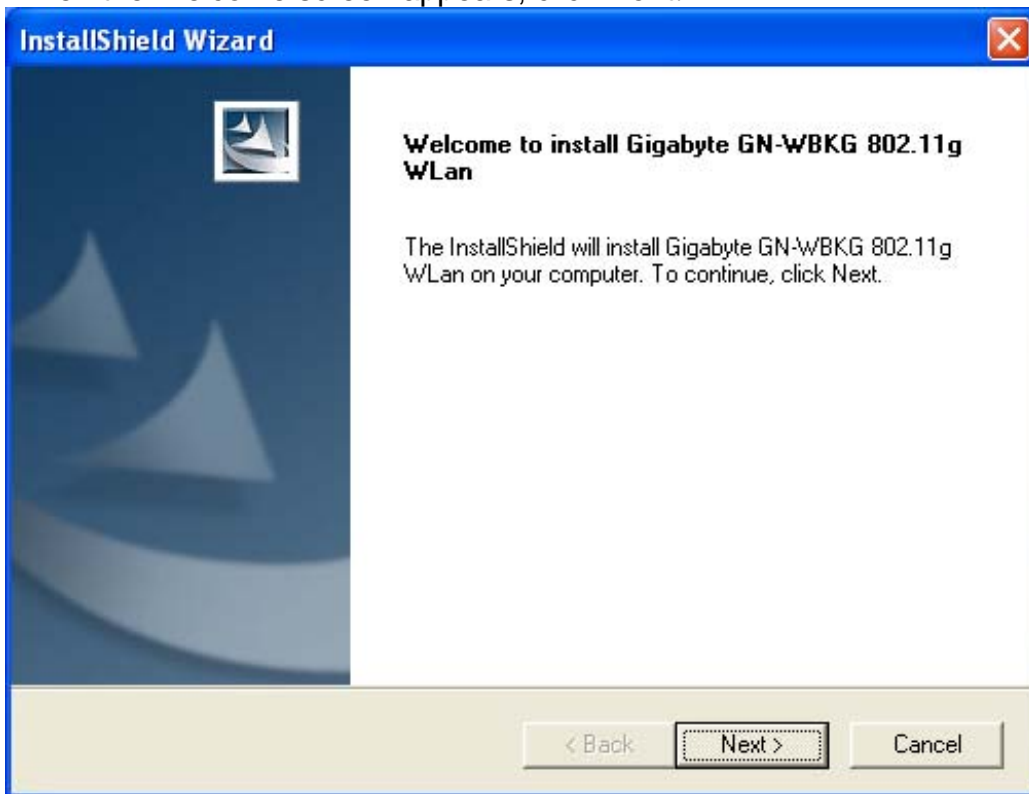 InstallShield Wizard
Welcome to install Gigabyte GN-WBKG 802.11g
WLan
The InstallShield will install Gigabyte GN-WBKG 802.11g
WLan on your computer. To continue, click Next.
< Back Next > Cancel